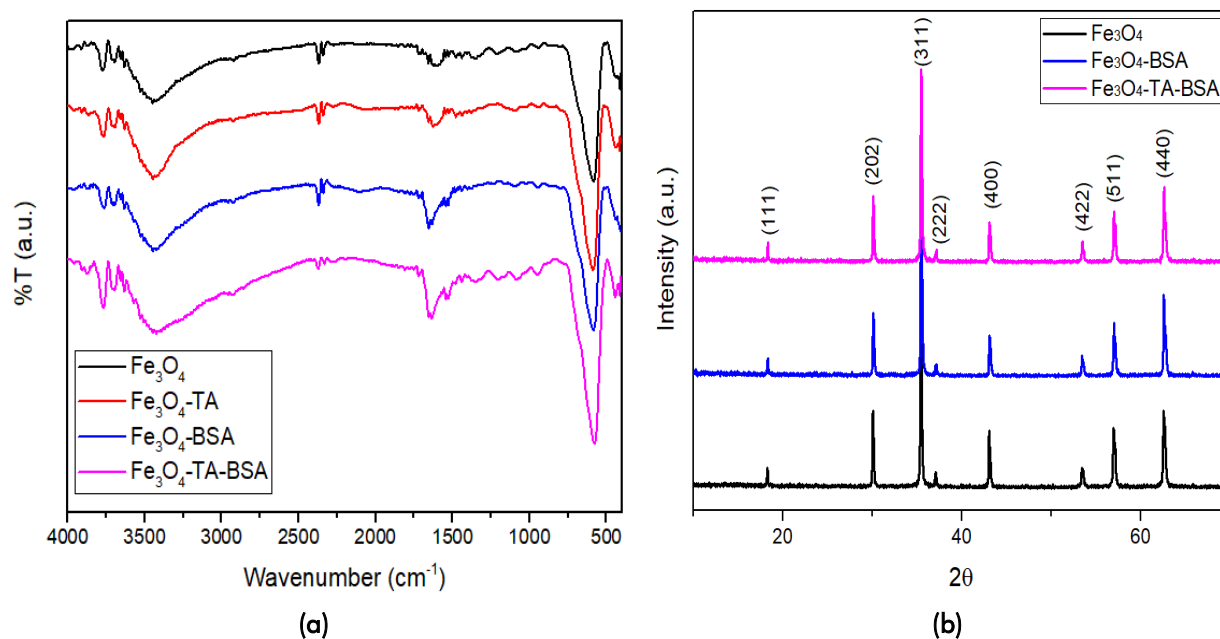 %T (a.u.)
Fe₃O₄
Fe₃O₄-TA
Fe₃O₄-BSA
Fe₃O₄-TA-BSA
4000 3500 3000 2500 2000 1500 1000 500
Wavenumber (cm⁻¹)
(a)
Intensity (a.u.)
Fe₃O₄
Fe₃O₄-BSA
Fe₃O₄-TA-BSA
(111) (202) (311) (222) (400) (422) (511) (440)
20 40 60
2θ
(b)